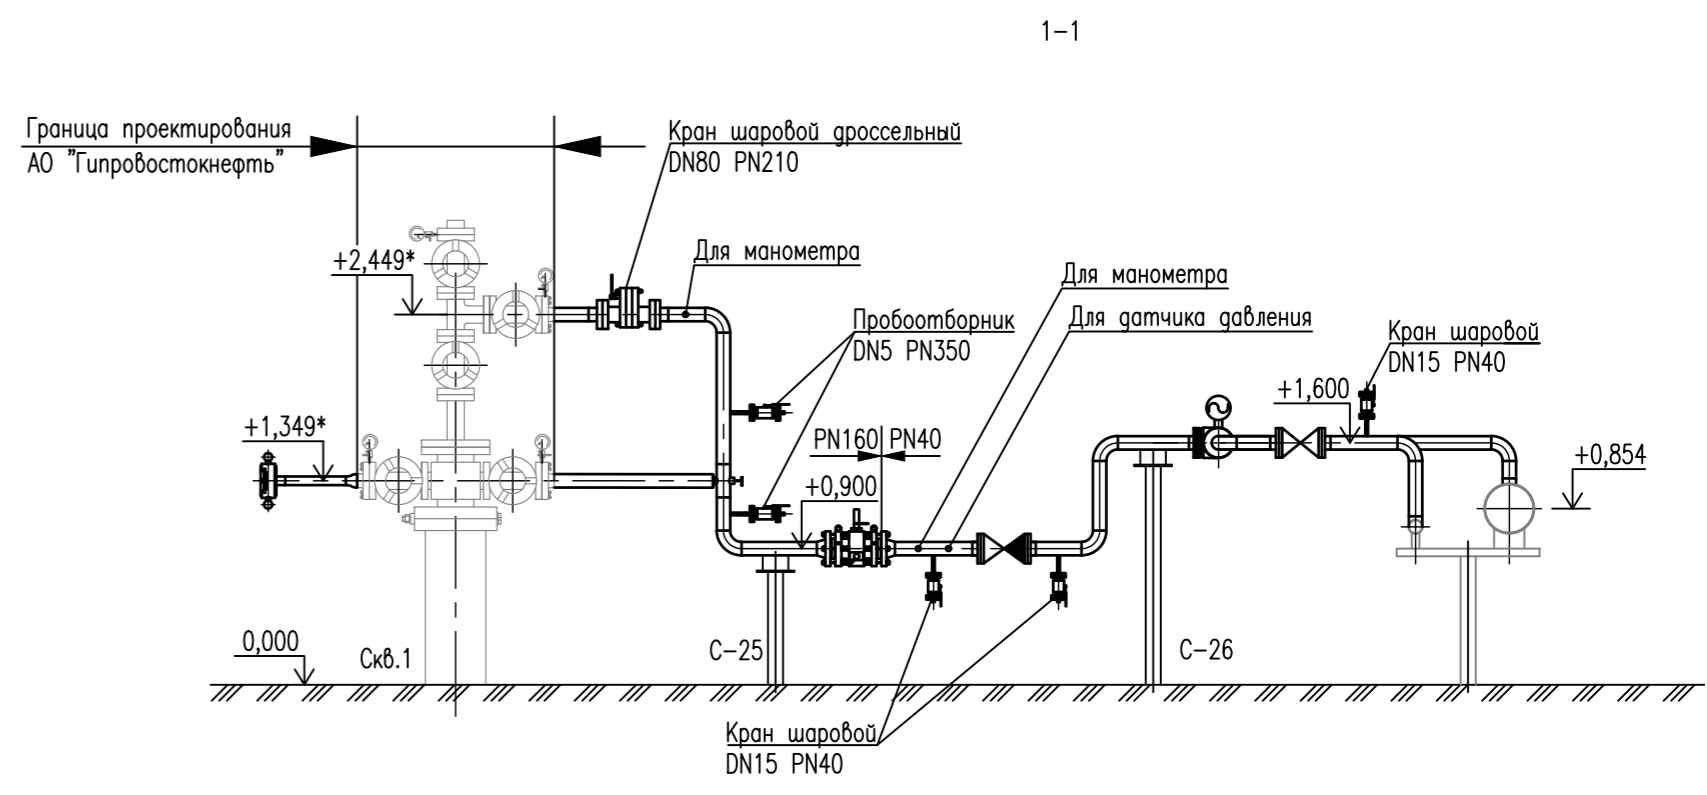 1-1
Граница проектирования
АО "Гипровостокнефть"
Кран шаровой дроссельный
DN80 PN210
+2,449*
Для манометра
Для манометра
Для датчика давления
Пробоотборник
DN5 PN350
Кран шаровой
DN15 PN40
+1,600
+1,349*
PN160 PN40
+0,854
+0,900
0,000
Скв.1
С-25
С-26
Кран шаровой
DN15 PN40